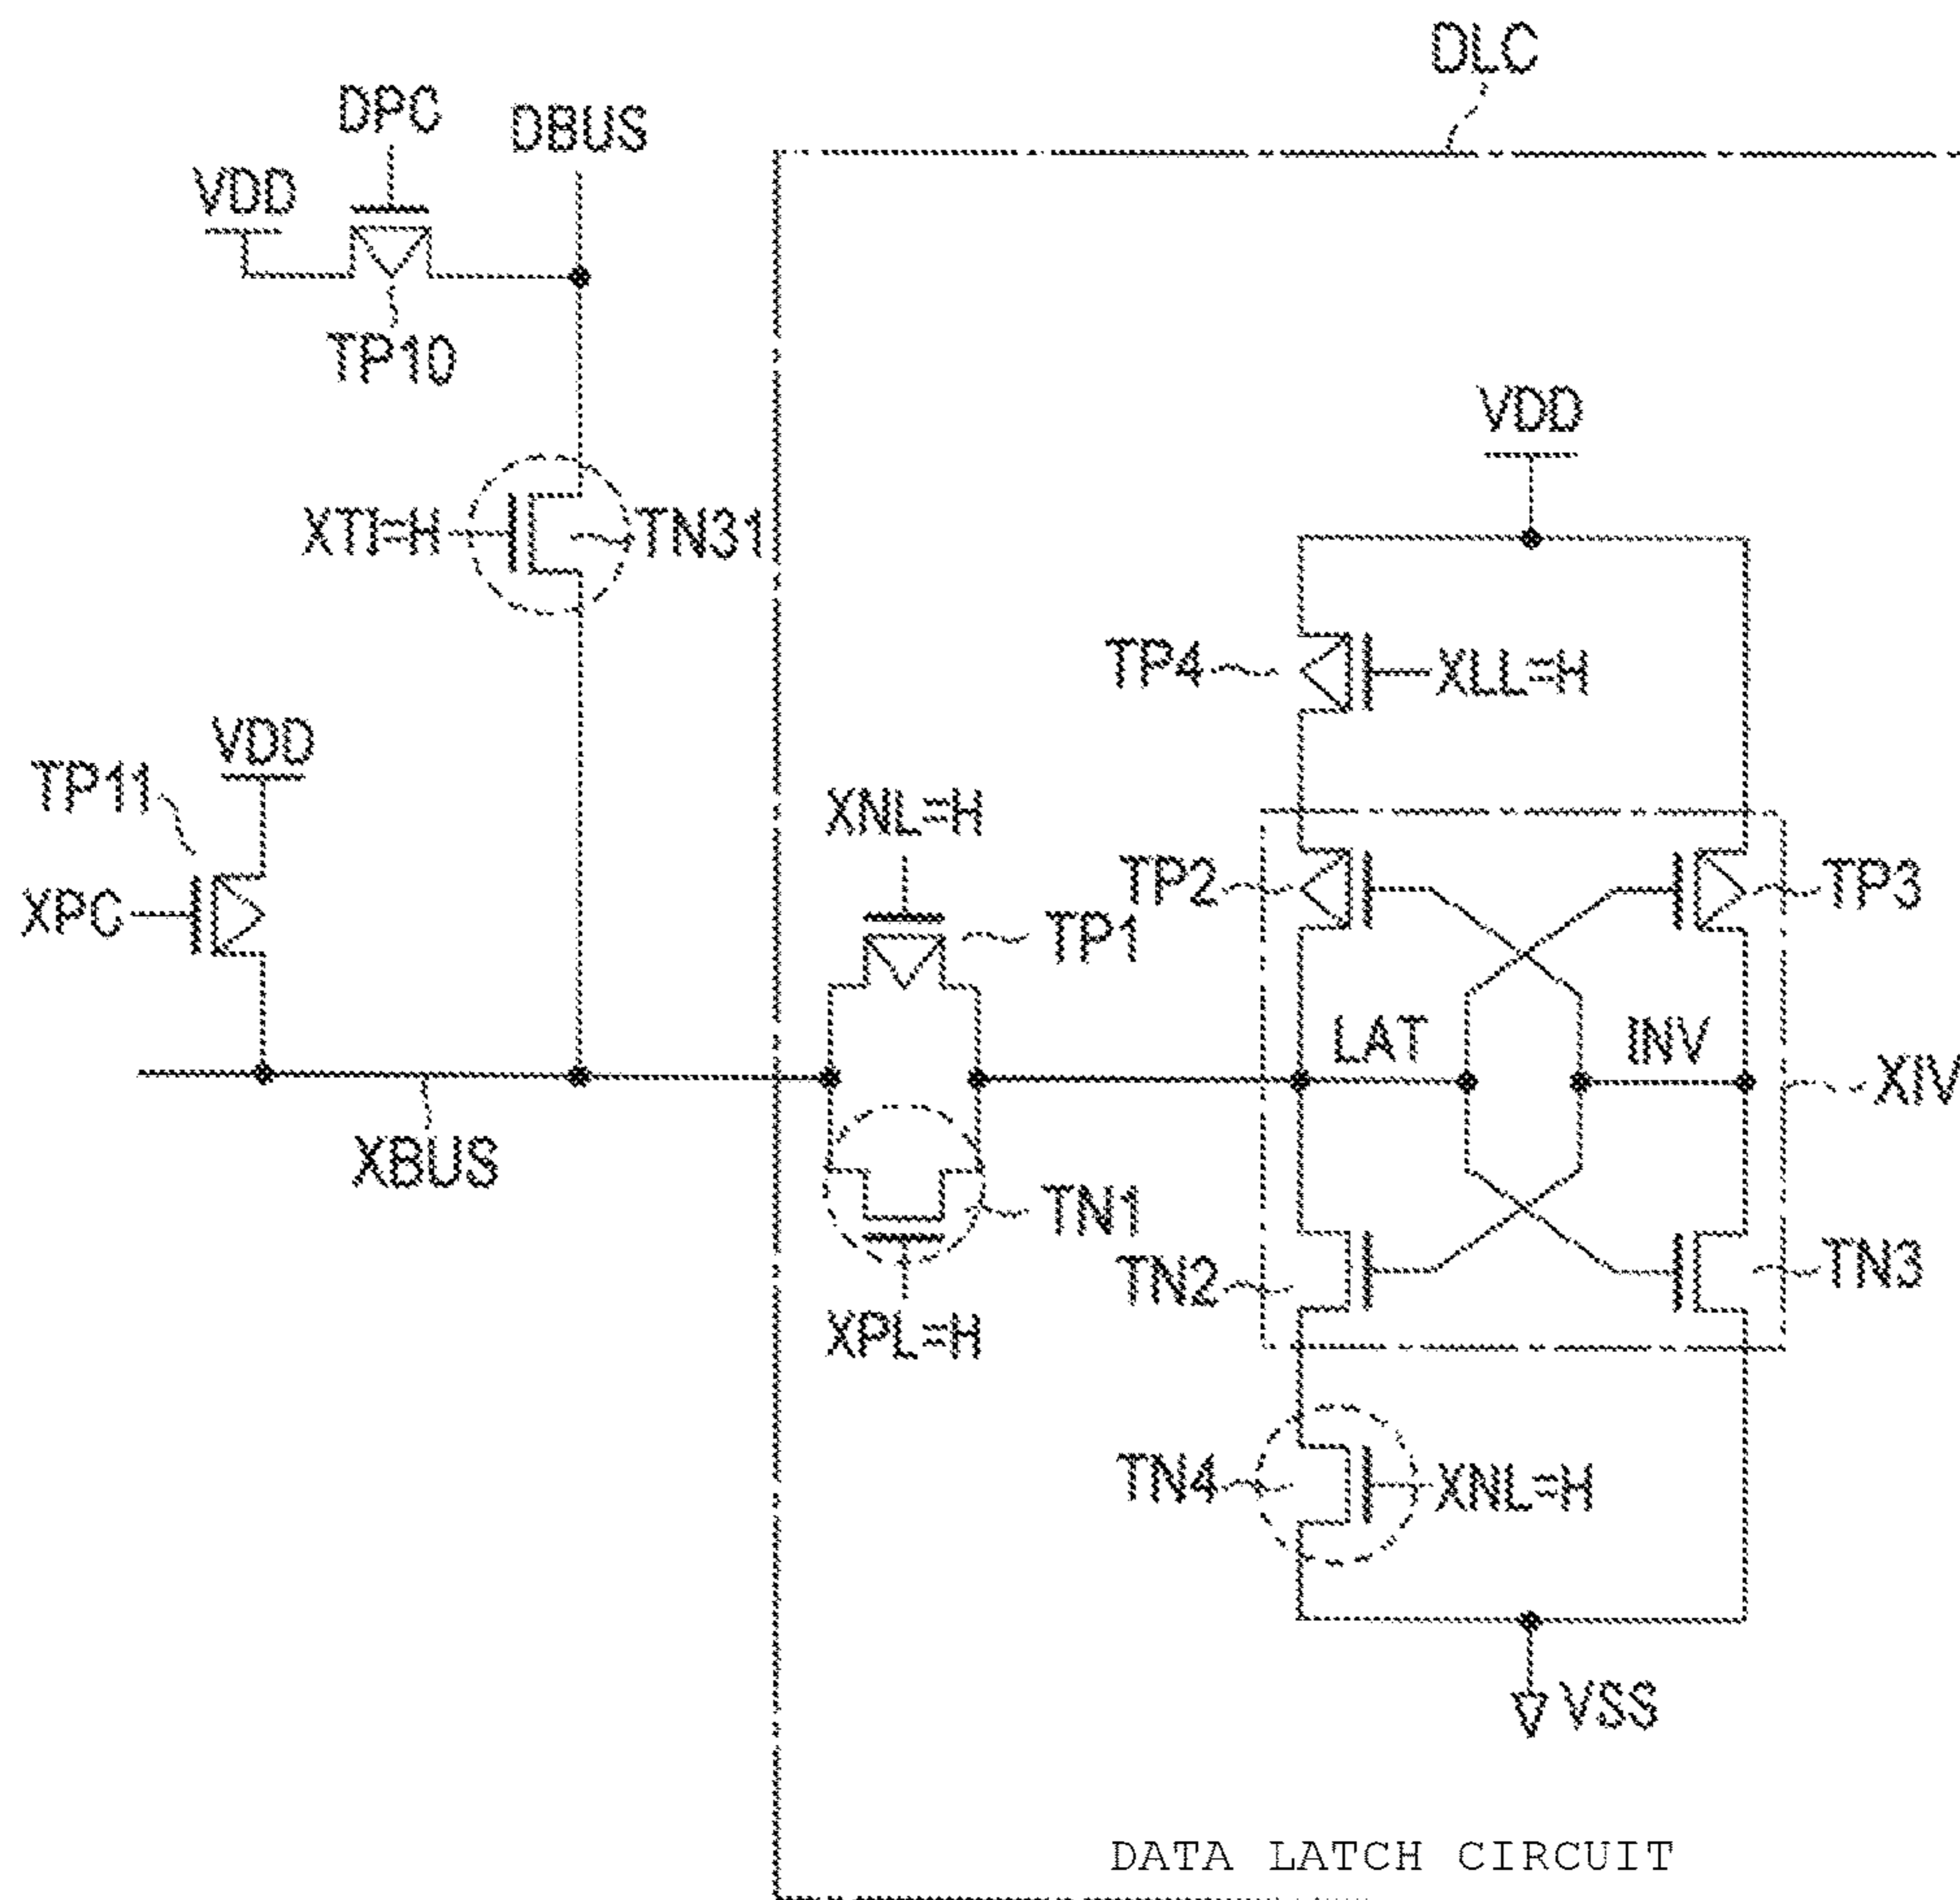 DLC
DPC
DBUS
VDD
TP10
VDD
XTI=H
TN31
TP4
XLL=H
VDD
TP11
XNL=H
TP2
TP3
XPC
TP1
LAT
INV
XIV
XBUS
TN1
TN2
TN3
XPL=H
TN4
XNL=H
VSS
DATA LATCH CIRCUIT